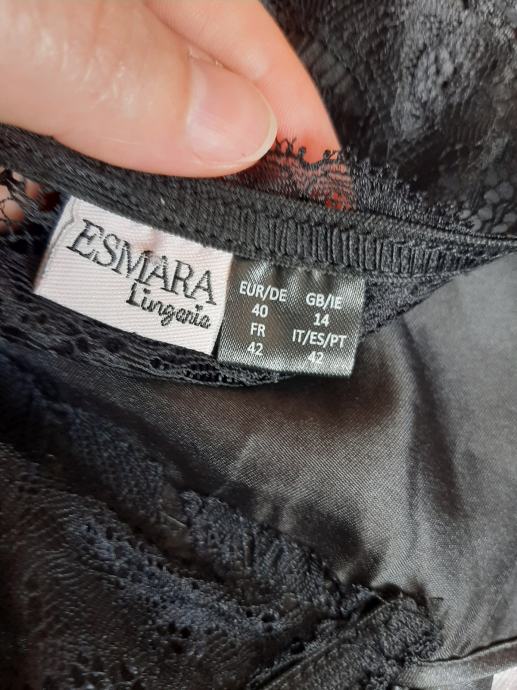 ESMARA
Lingerie
EUR/DE
40
FR
42
GB/IE
14
IT/ES/PT
42